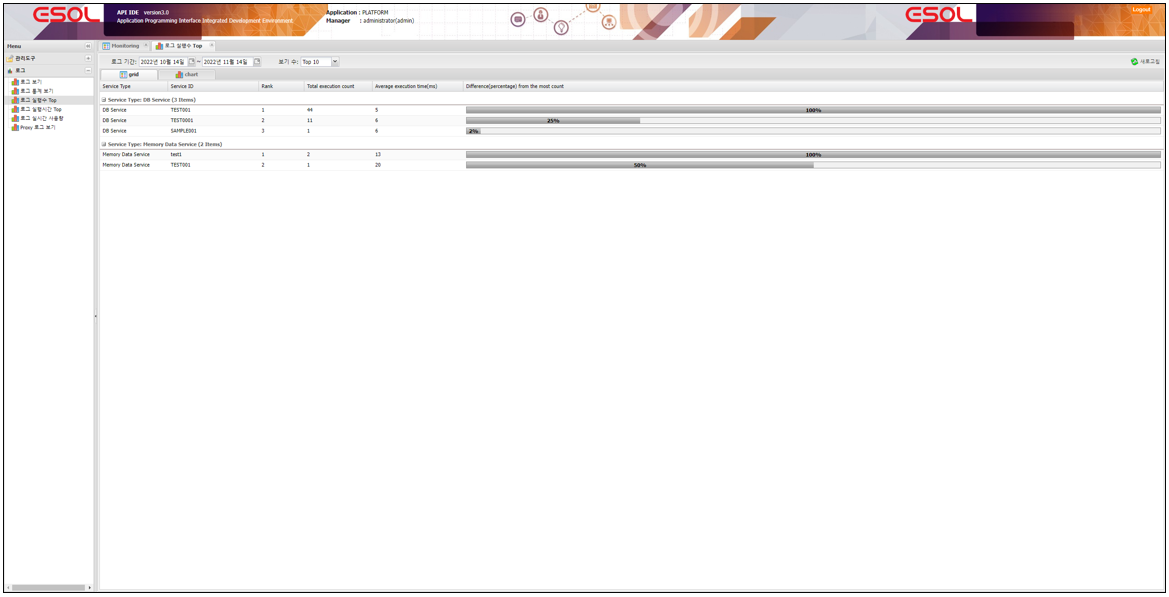 ESOL
API IDE version3.0
Application Programming Interface Integrated Development Environment
Application : PLATFORM
Manager : administrator(admin)
ESOL
Logout
Menu
Monitoring
로그 실행수 Top
관리도구
로그
로그 보기
로그 통계 보기
로그 실행수 Top
로그 실행시간 Top
로그 실시간 사용량
Proxy 로그 보기
로그 기간: 2022년 10월 14일 ~ 2022년 11월 14일 보기 수: Top 10
새로고침
grid chart
Service Type Service ID Rank Total execution count Average execution time(ms) Difference(percentage) from the most count
Service Type: DB Service (3 Items)
DB Service TEST001 1 44 5 100%
DB Service TEST0001 2 11 6 25%
DB Service SAMPLE001 3 1 6 2%
Service Type: Memory Data Service (2 Items)
Memory Data Service test1 1 2 13 100%
Memory Data Service TEST001 2 1 20 50%